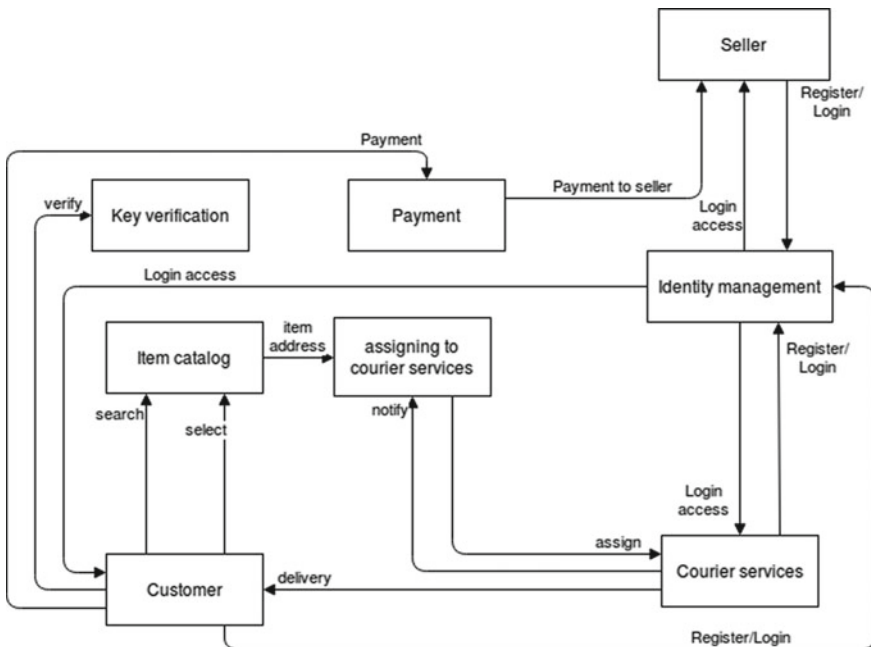 Seller
Register/
Login
Payment
verify
Key verification
Payment
Payment to seller
Login
access
Login access
Identity management
item
address
Item catalog
assigning to
courier services
Register/
Login
search
select
notify
Login
access
assign
Customer
delivery
Courier services
Register/Login